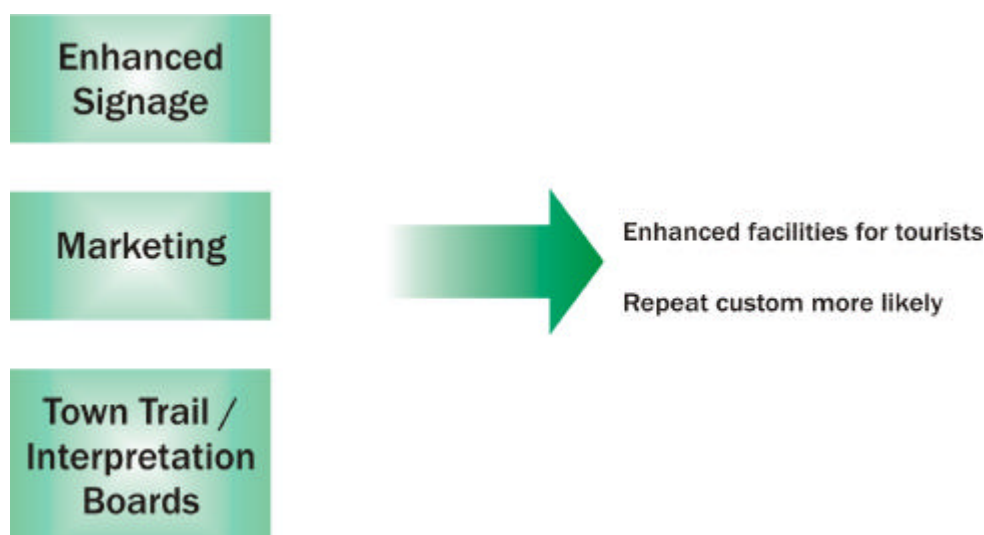 Enhanced
Signage
Marketing
Enhanced facilities for tourists
Repeat custom more likely
Town Trail /
Interpretation
Boards